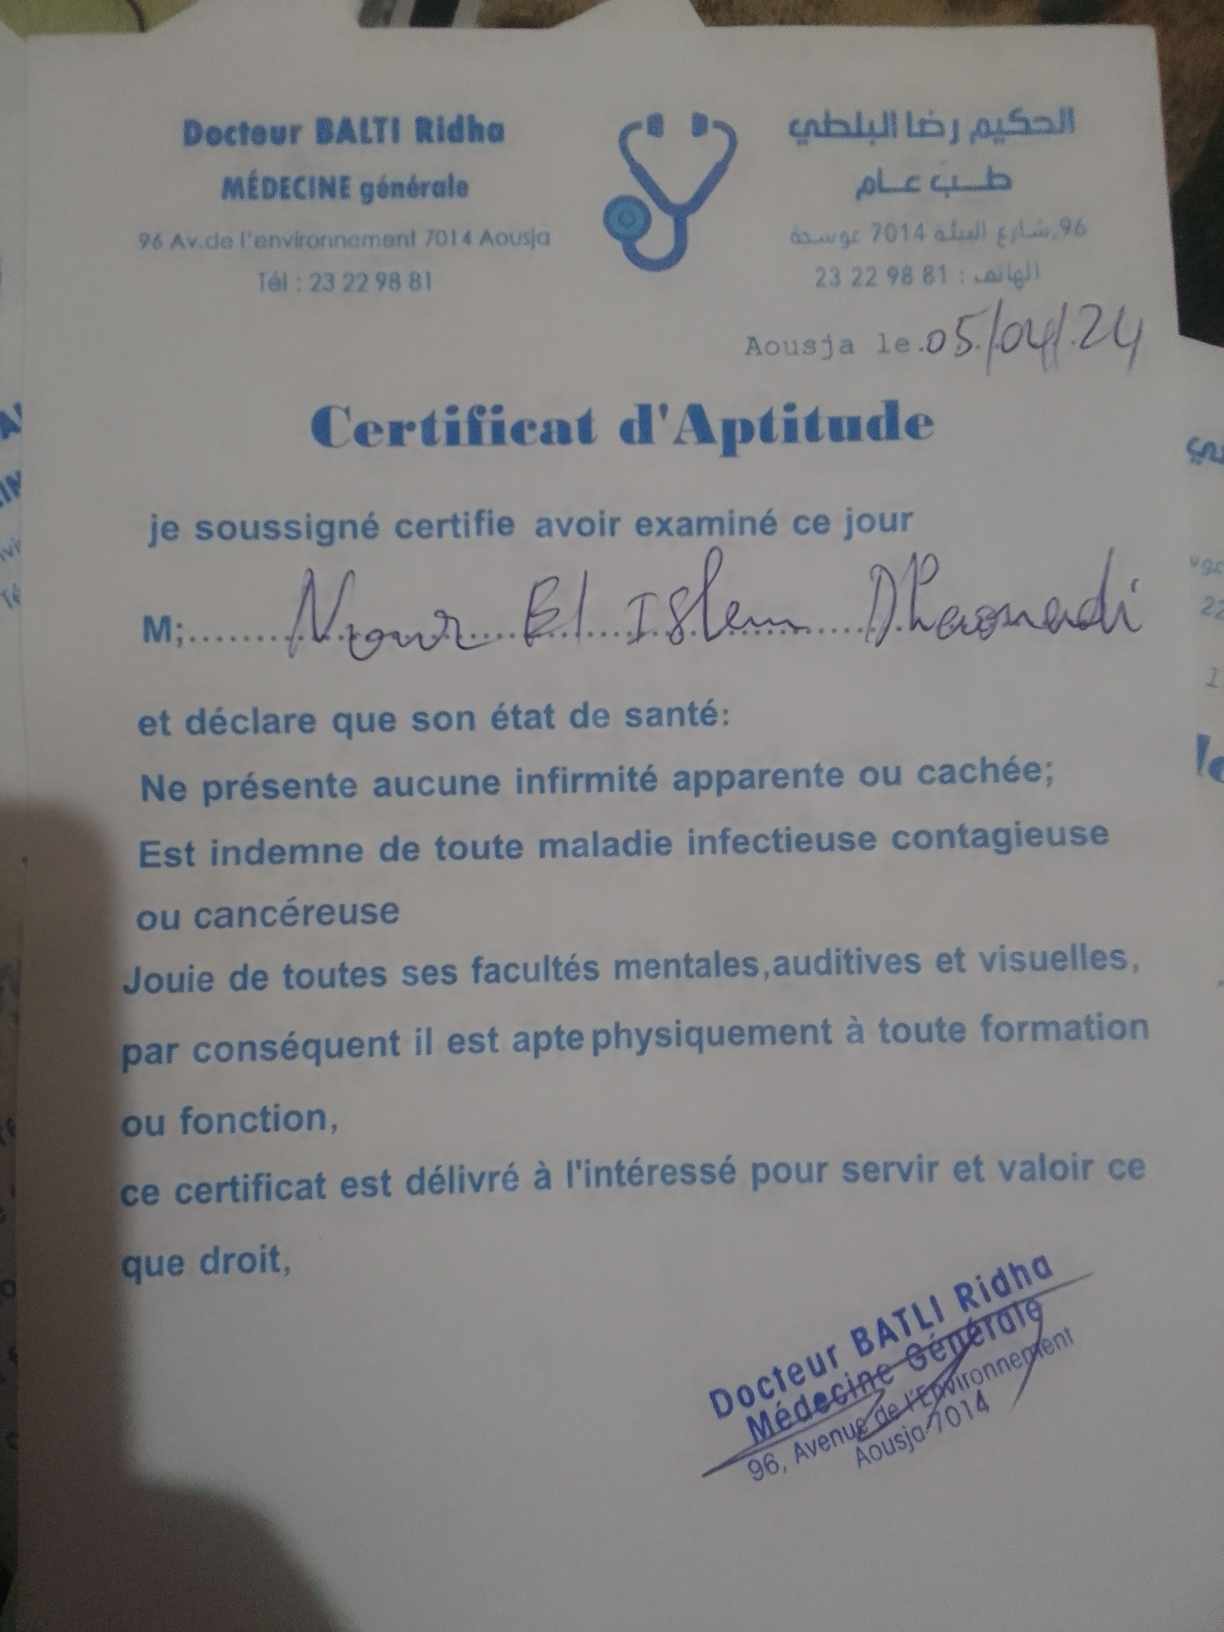 Docteur BALTI Ridha
MÉDECINE générale
96 Av.de l'environnement 7014 Aousja
Tél : 23 22 98 81
الحكيم رضا البلطي
طب عام
96,شارع البيئة 7014 عوسجة
الهاتف : 23 22 98 81
Aousja le.05/04/24
Certificat d'Aptitude
je soussigné certifie avoir examiné ce jour
M;......Nour El Islem Dhaouadi
et déclare que son état de santé:
Ne présente aucune infirmité apparente ou cachée;
Est indemne de toute maladie infectieuse contagieuse
ou cancéreuse
Jouie de toutes ses facultés mentales,auditives et visuelles,
par conséquent il est apte physiquement à toute formation
ou fonction,
ce certificat est délivré à l'intéressé pour servir et valoir ce
que droit,
Docteur BATLI Ridha
Médecine Générale
96, Avenue de l'Environnement
Aousja 7014